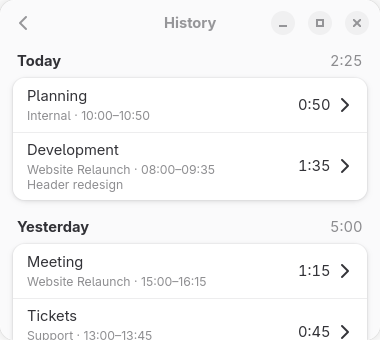 History
Today 2:25
Planning
Internal · 10:00–10:50
0:50
Development
Website Relaunch · 08:00–09:35
Header redesign
1:35
Yesterday 5:00
Meeting
Website Relaunch · 15:00–16:15
1:15
Tickets
Support · 13:00–13:45
0:45